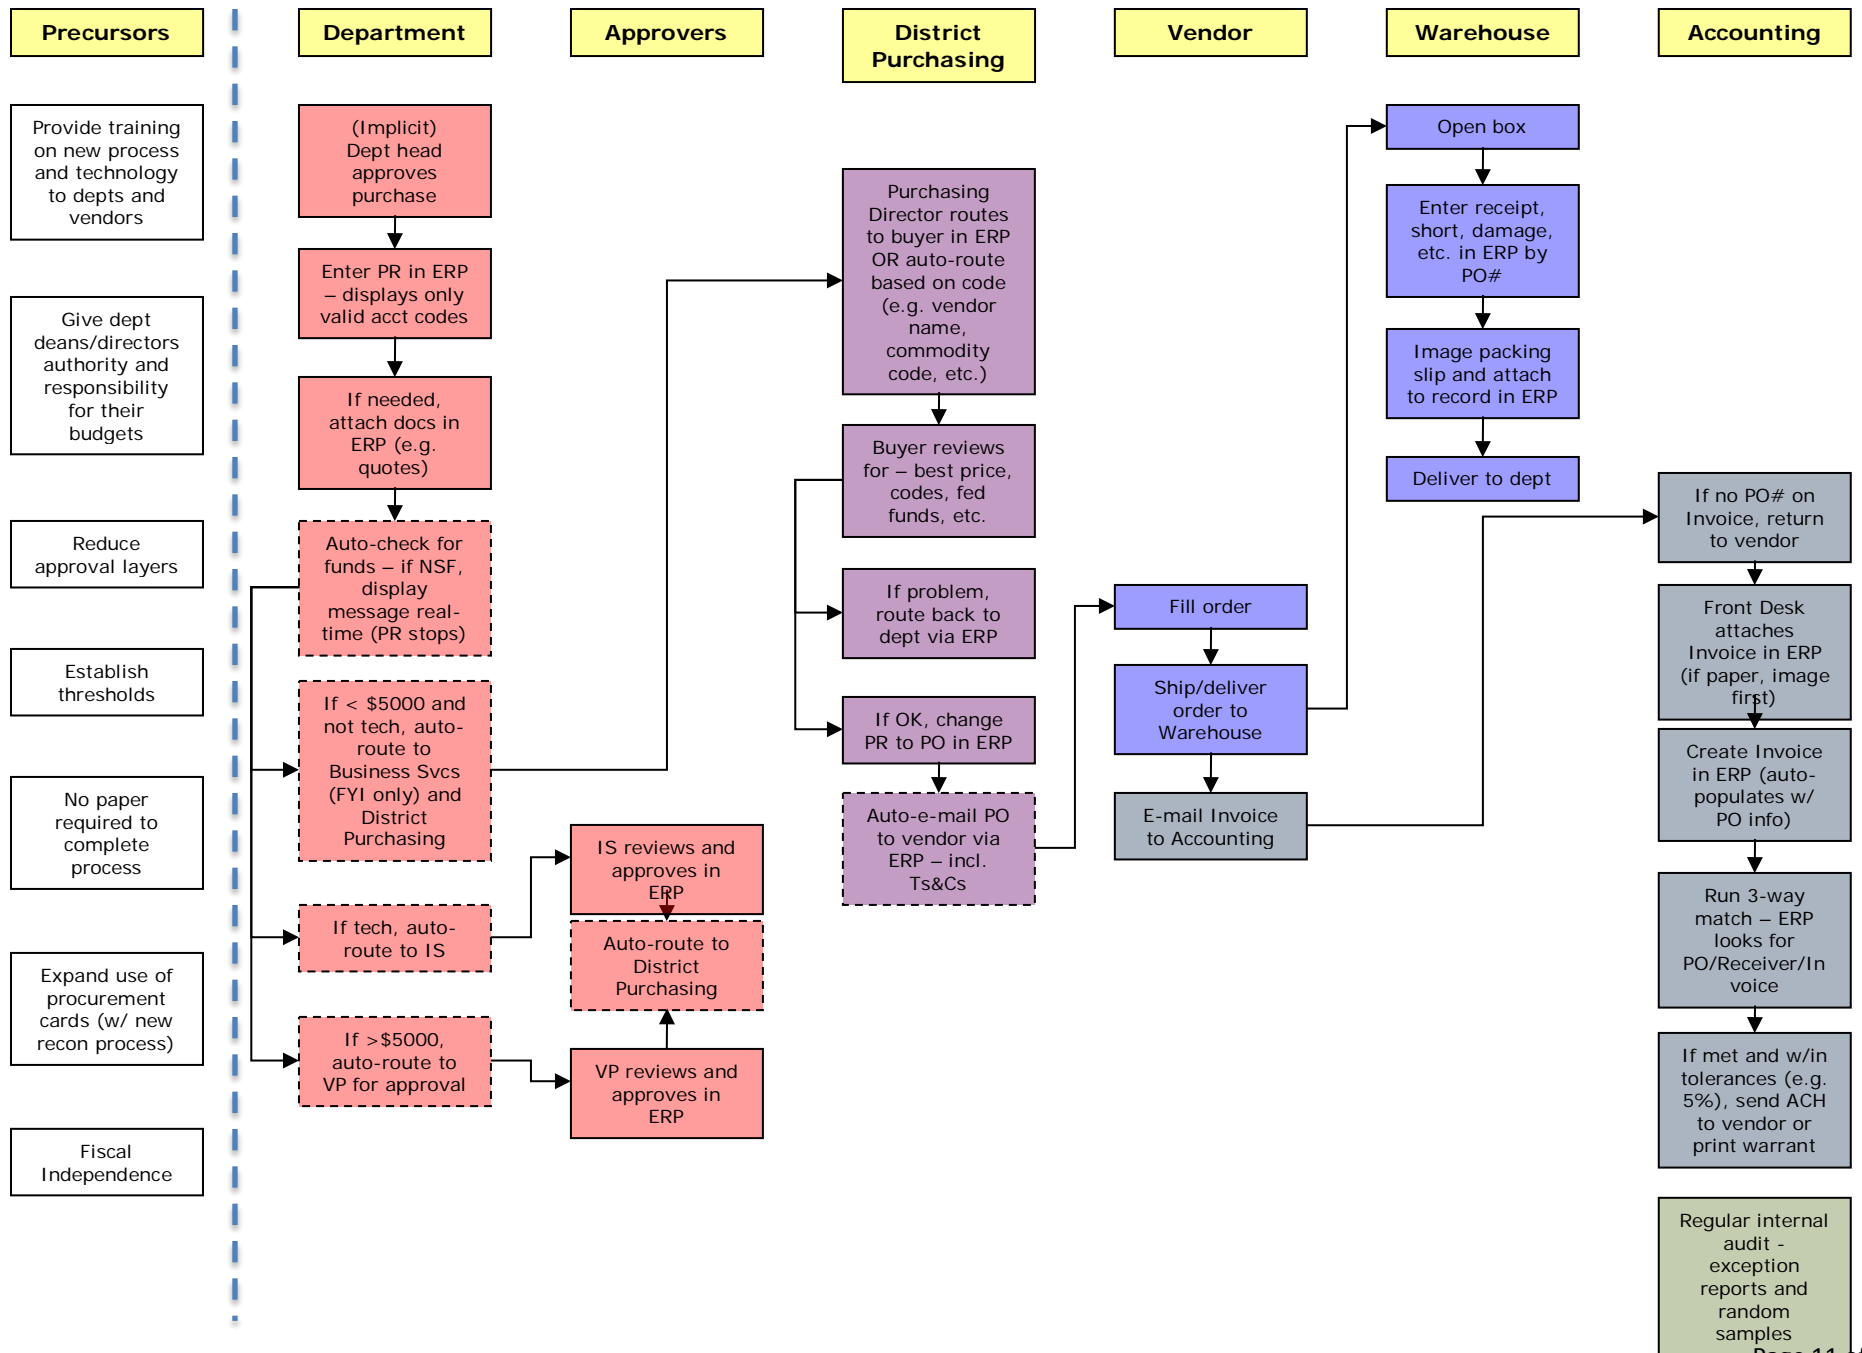 Precursors
Provide training
on new process
and technology
to depts and
vendors
Give dept
deans/directors
authority and
responsibility
for their
budgets
Reduce
approval layers
Establish
thresholds
No paper
required to
complete
process
Expand use of
procurement
cards (w/ new
recon process)
Fiscal
Independence
Department
(Implicit)
Dept head
approves
purchase
Enter PR in ERP
– displays only
valid acct codes
If needed,
attach docs in
ERP (e.g.
quotes)
Auto-check for
funds – if NSF,
display
message real-
time (PR stops)
If < $5000 and
not tech, auto-
route to
Business Svcs
(FYI only) and
District
Purchasing
If tech, auto-
route to IS
If >$5000,
auto-route to
VP for approval
Approvers
IS reviews and
approves in
ERP
Auto-route to
District
Purchasing
VP reviews and
approves in
ERP
District
Purchasing
Purchasing
Director routes
to buyer in ERP
OR auto-route
based on code
(e.g. vendor
name,
commodity
code, etc.)
Buyer reviews
for – best price,
codes, fed
funds, etc.
If problem,
route back to
dept via ERP
If OK, change
PR to PO in ERP
Auto-e-mail PO
to vendor via
ERP – incl.
Ts&Cs
Vendor
Fill order
Ship/deliver
order to
Warehouse
E-mail Invoice
to Accounting
Warehouse
Open box
Enter receipt,
short, damage,
etc. in ERP by
PO#
Image packing
slip and attach
to record in ERP
Deliver to dept
Accounting
If no PO# on
Invoice, return
to vendor
Front Desk
attaches
Invoice in ERP
(if paper, image
first)
Create Invoice
in ERP (auto-
populates w/
PO info)
Run 3-way
match – ERP
looks for
PO/Receiver/In
voice
If met and w/in
tolerances (e.g.
5%), send ACH
to vendor or
print warrant
Regular internal
audit -
exception
reports and
random
samples
Page 11